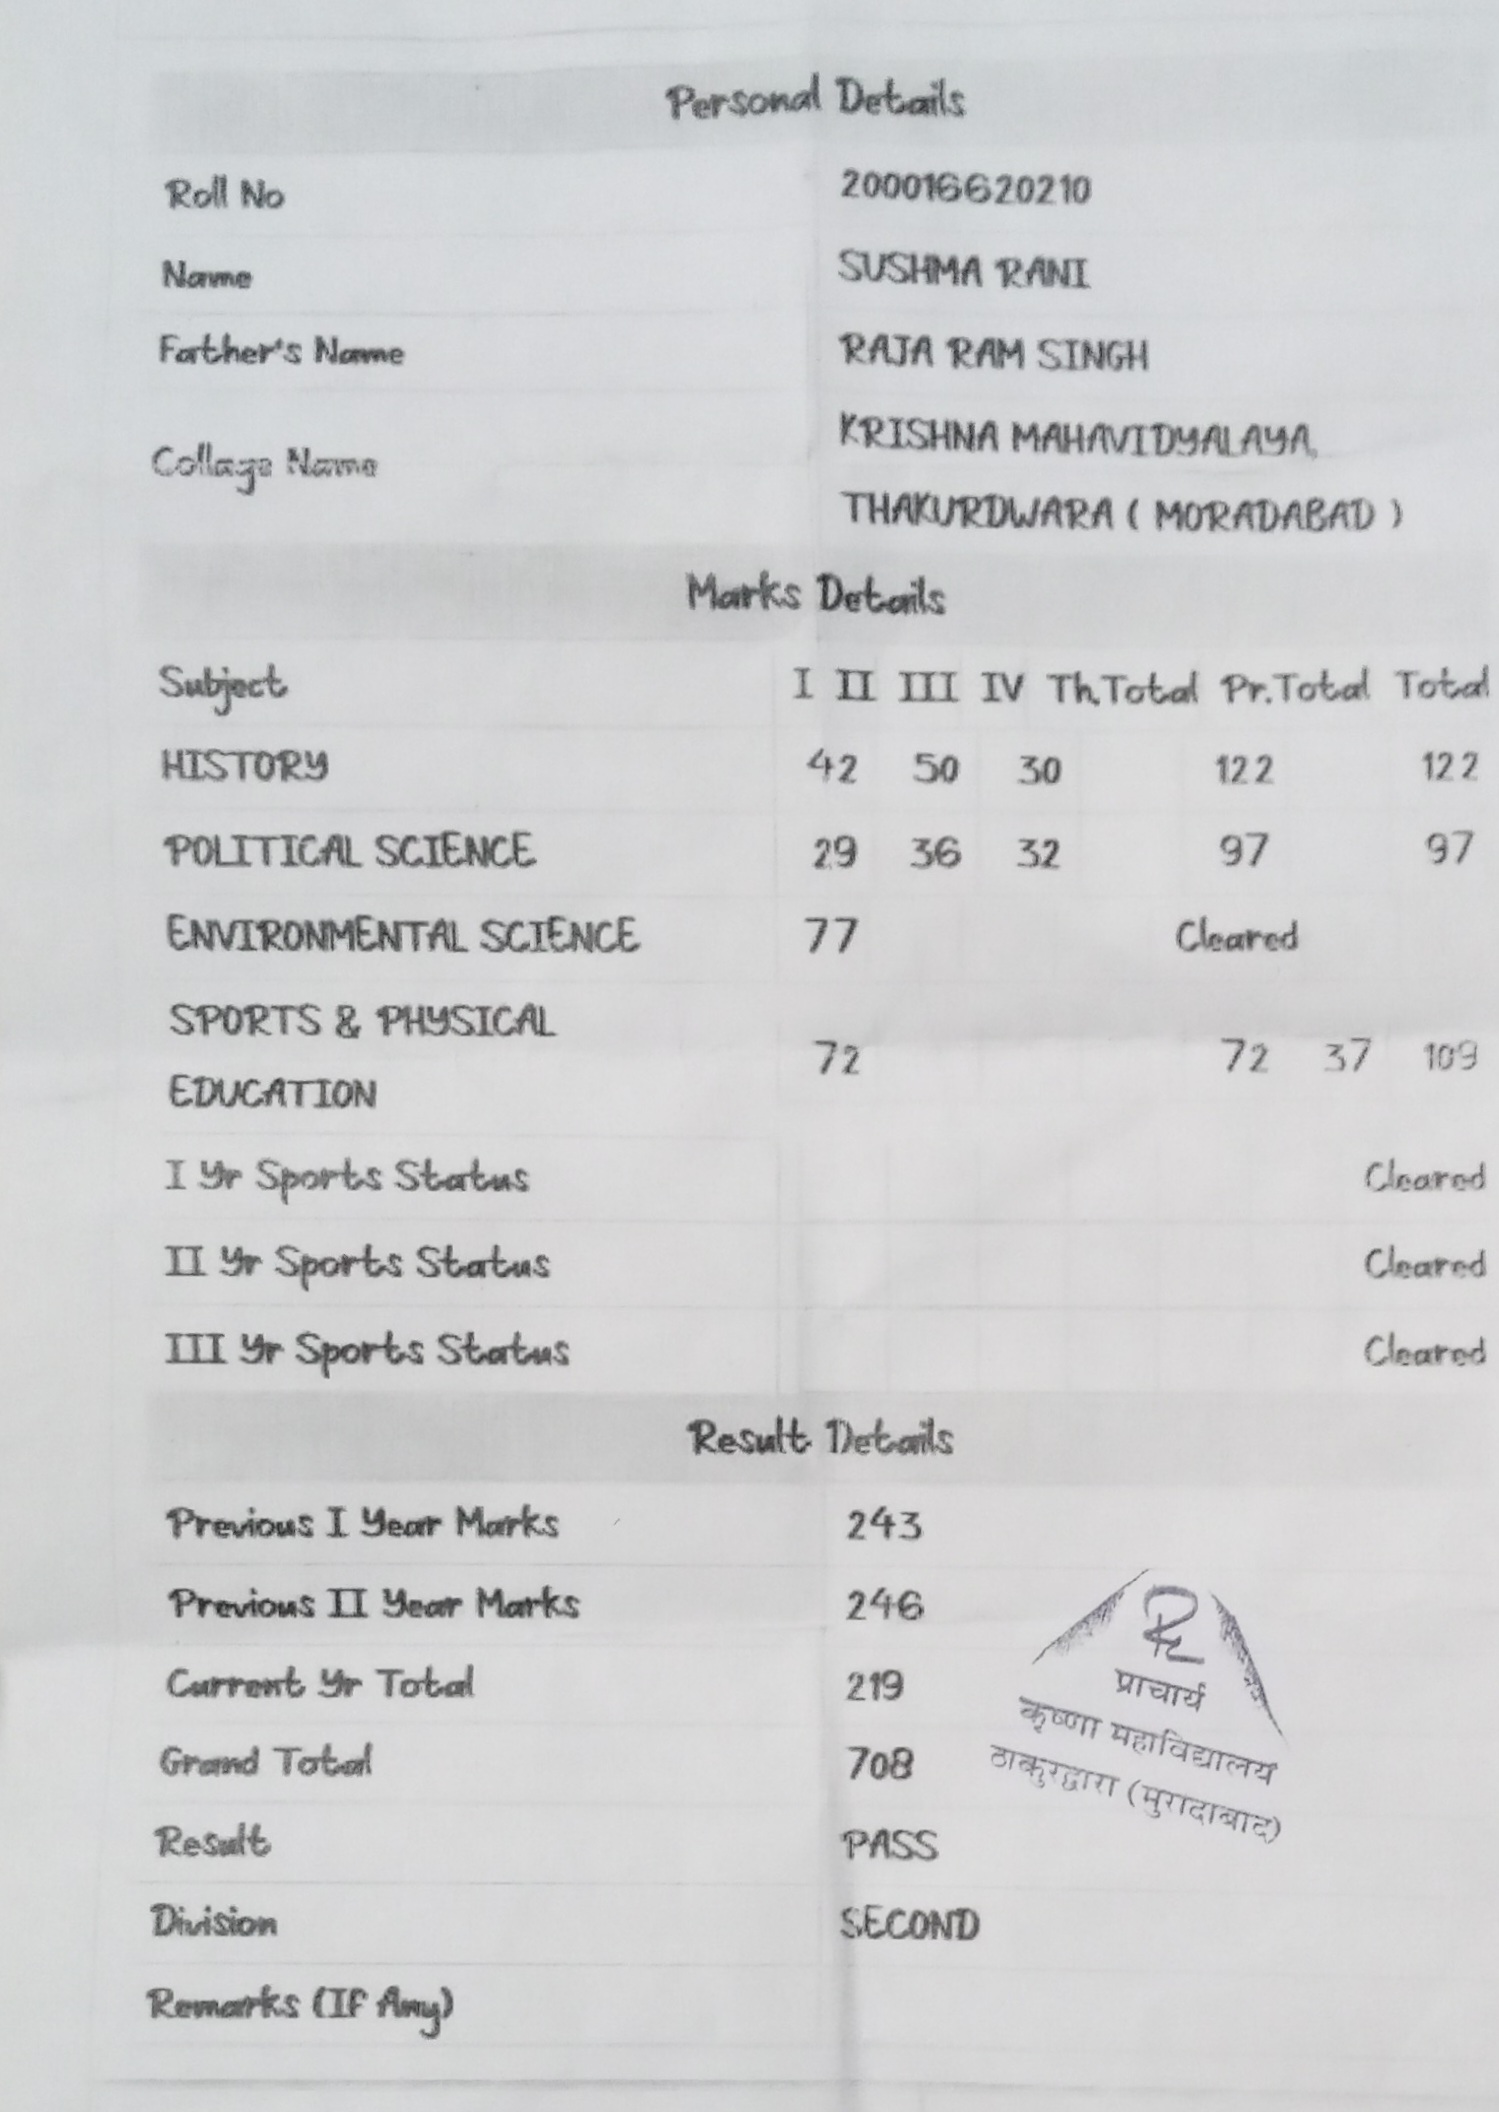 Personal Details
Roll No 200016620210
Name SUSHMA RANI
Father's Name RAJA RAM SINGH
Collage Name KRISHNA MAHAVIDYALAYA,
THAKURDWARA ( MORADABAD )
Marks Details
Subject I II III IV Th.Total Pr.Total Total
HISTORY 42 50 30 122 122
POLITICAL SCIENCE 29 36 32 97 97
ENVIRONMENTAL SCIENCE 77 Cleared
SPORTS & PHYSICAL
EDUCATION 72 72 37 109
I Yr Sports Status Cleared
II Yr Sports Status Cleared
III Yr Sports Status Cleared
Result Details
Previous I Year Marks 243
Previous II Year Marks 246
Current Yr Total 219
Grand Total 708
Result PASS
Division SECOND
Remarks (If Any)
प्राचार्य
कृष्णा महाविद्यालय
ठाकुरद्वारा (मुरादाबाद)